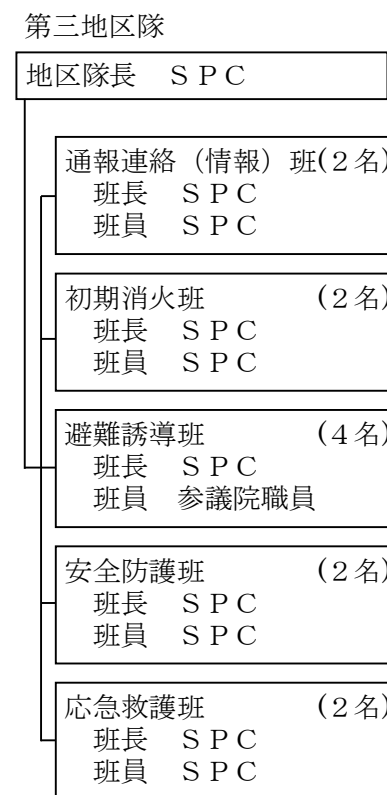 第三地区隊
地区隊長　ＳＰＣ
通報連絡（情報）班(２名)
班長　ＳＰＣ
班員　ＳＰＣ
初期消火班　(２名)
班長　ＳＰＣ
班員　ＳＰＣ
避難誘導班　(４名)
班長　ＳＰＣ
班員　参議院職員
安全防護班　(２名)
班長　ＳＰＣ
班員　ＳＰＣ
応急救護班　(２名)
班長　ＳＰＣ
班員　ＳＰＣ